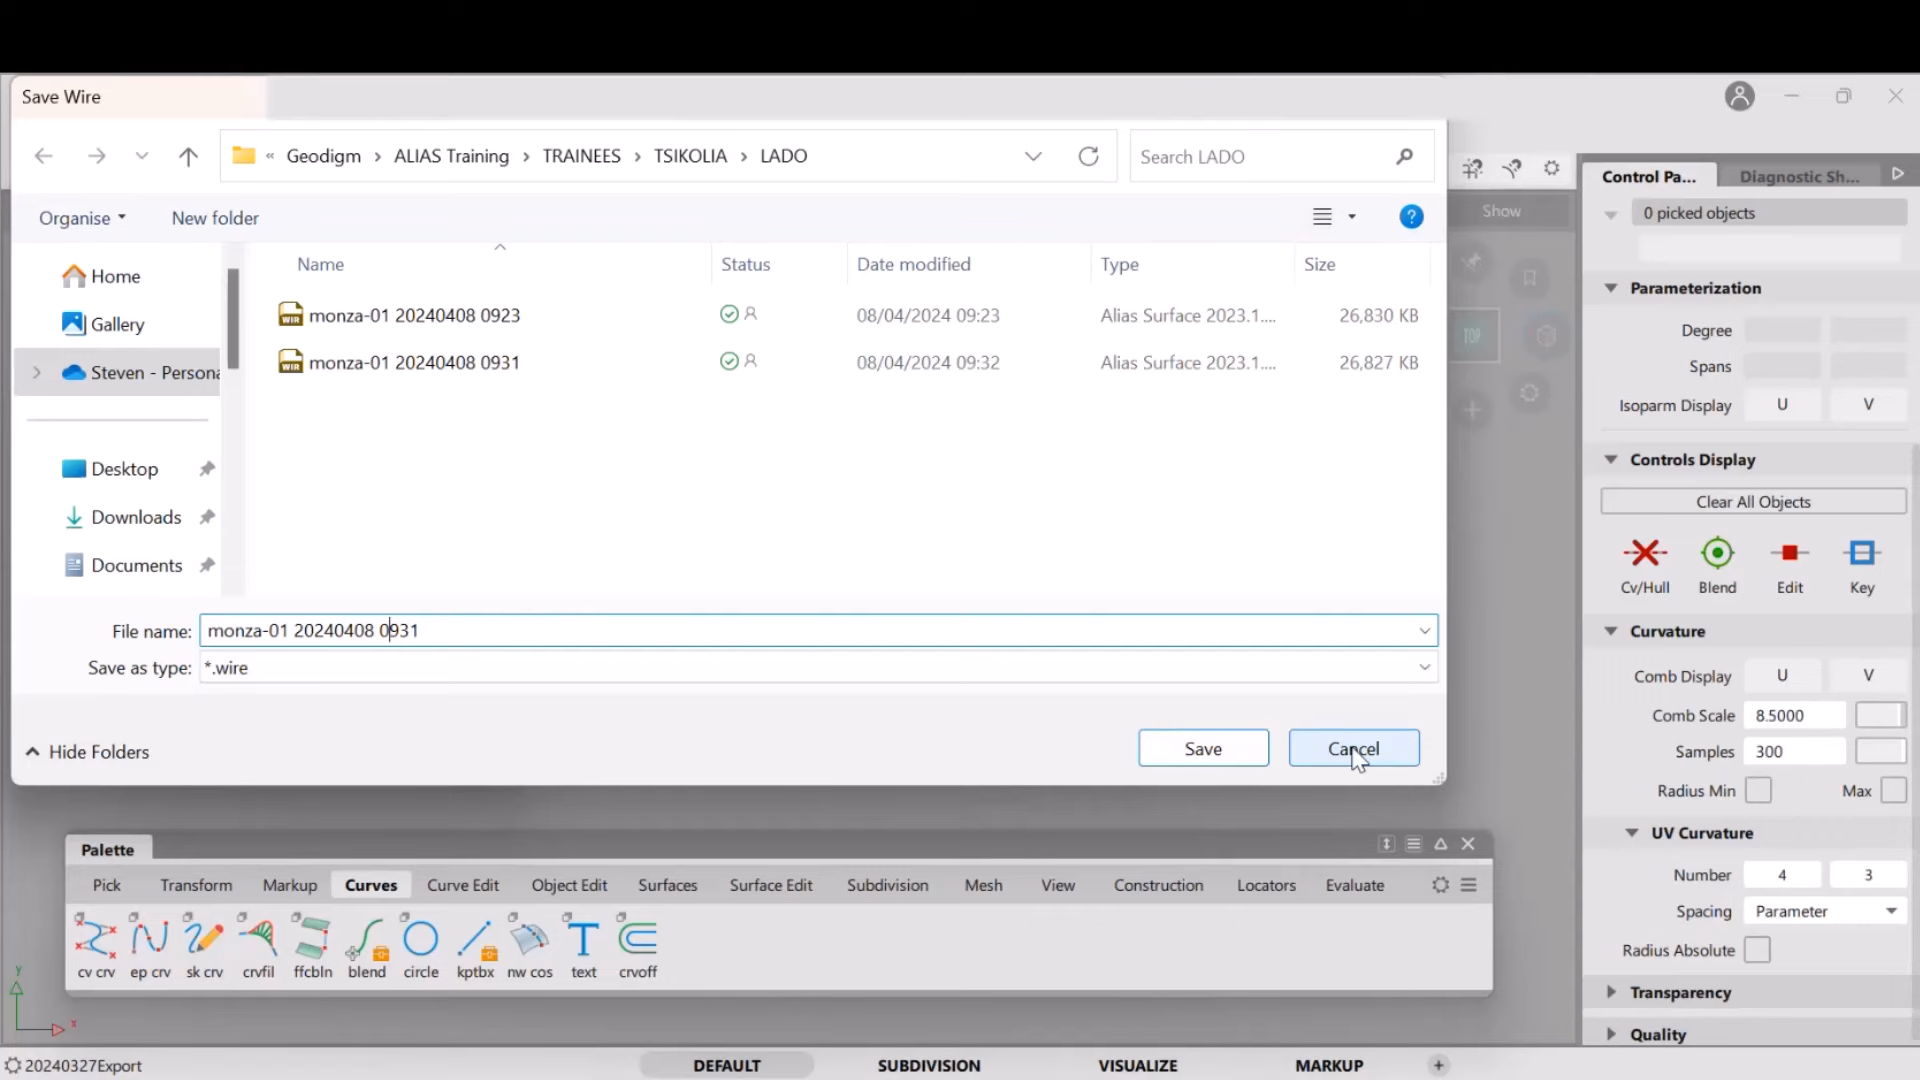 Save Wire
« Geodigm > ALIAS Training > TRAINEES > TSIKOLIA > LADO
Search LADO
Organise
New folder
Show
Name Status Date modified Type Size
monza-01 20240408 0923 08/04/2024 09:23 Alias Surface 2023.1.... 26,830 KB
monza-01 20240408 0931 08/04/2024 09:32 Alias Surface 2023.1.... 26,827 KB
Home
Gallery
Steven - Persona
Desktop
Downloads
Documents
File name: monza-01 20240408 0931
Save as type: *.wire
Hide Folders
Save
Cancel
TOP
Control Pa...
Diagnostic Sh...
0 picked objects
Parameterization
Degree
Spans
Isoparm Display U V
Controls Display
Clear All Objects
Cv/Hull Blend Edit Key
Curvature
Comb Display U V
Comb Scale 8.5000
Samples 300
Radius Min Max
UV Curvature
Number 4 3
Spacing Parameter
Radius Absolute
Transparency
Quality
Palette
Pick Transform Markup Curves Curve Edit Object Edit Surfaces Surface Edit Subdivision Mesh View Construction Locators Evaluate
cv crv ep crv sk crv crvfil ffcbln blend circle kptbx nw cos text crvoff
y
x
20240327Export
DEFAULT SUBDIVISION VISUALIZE MARKUP +